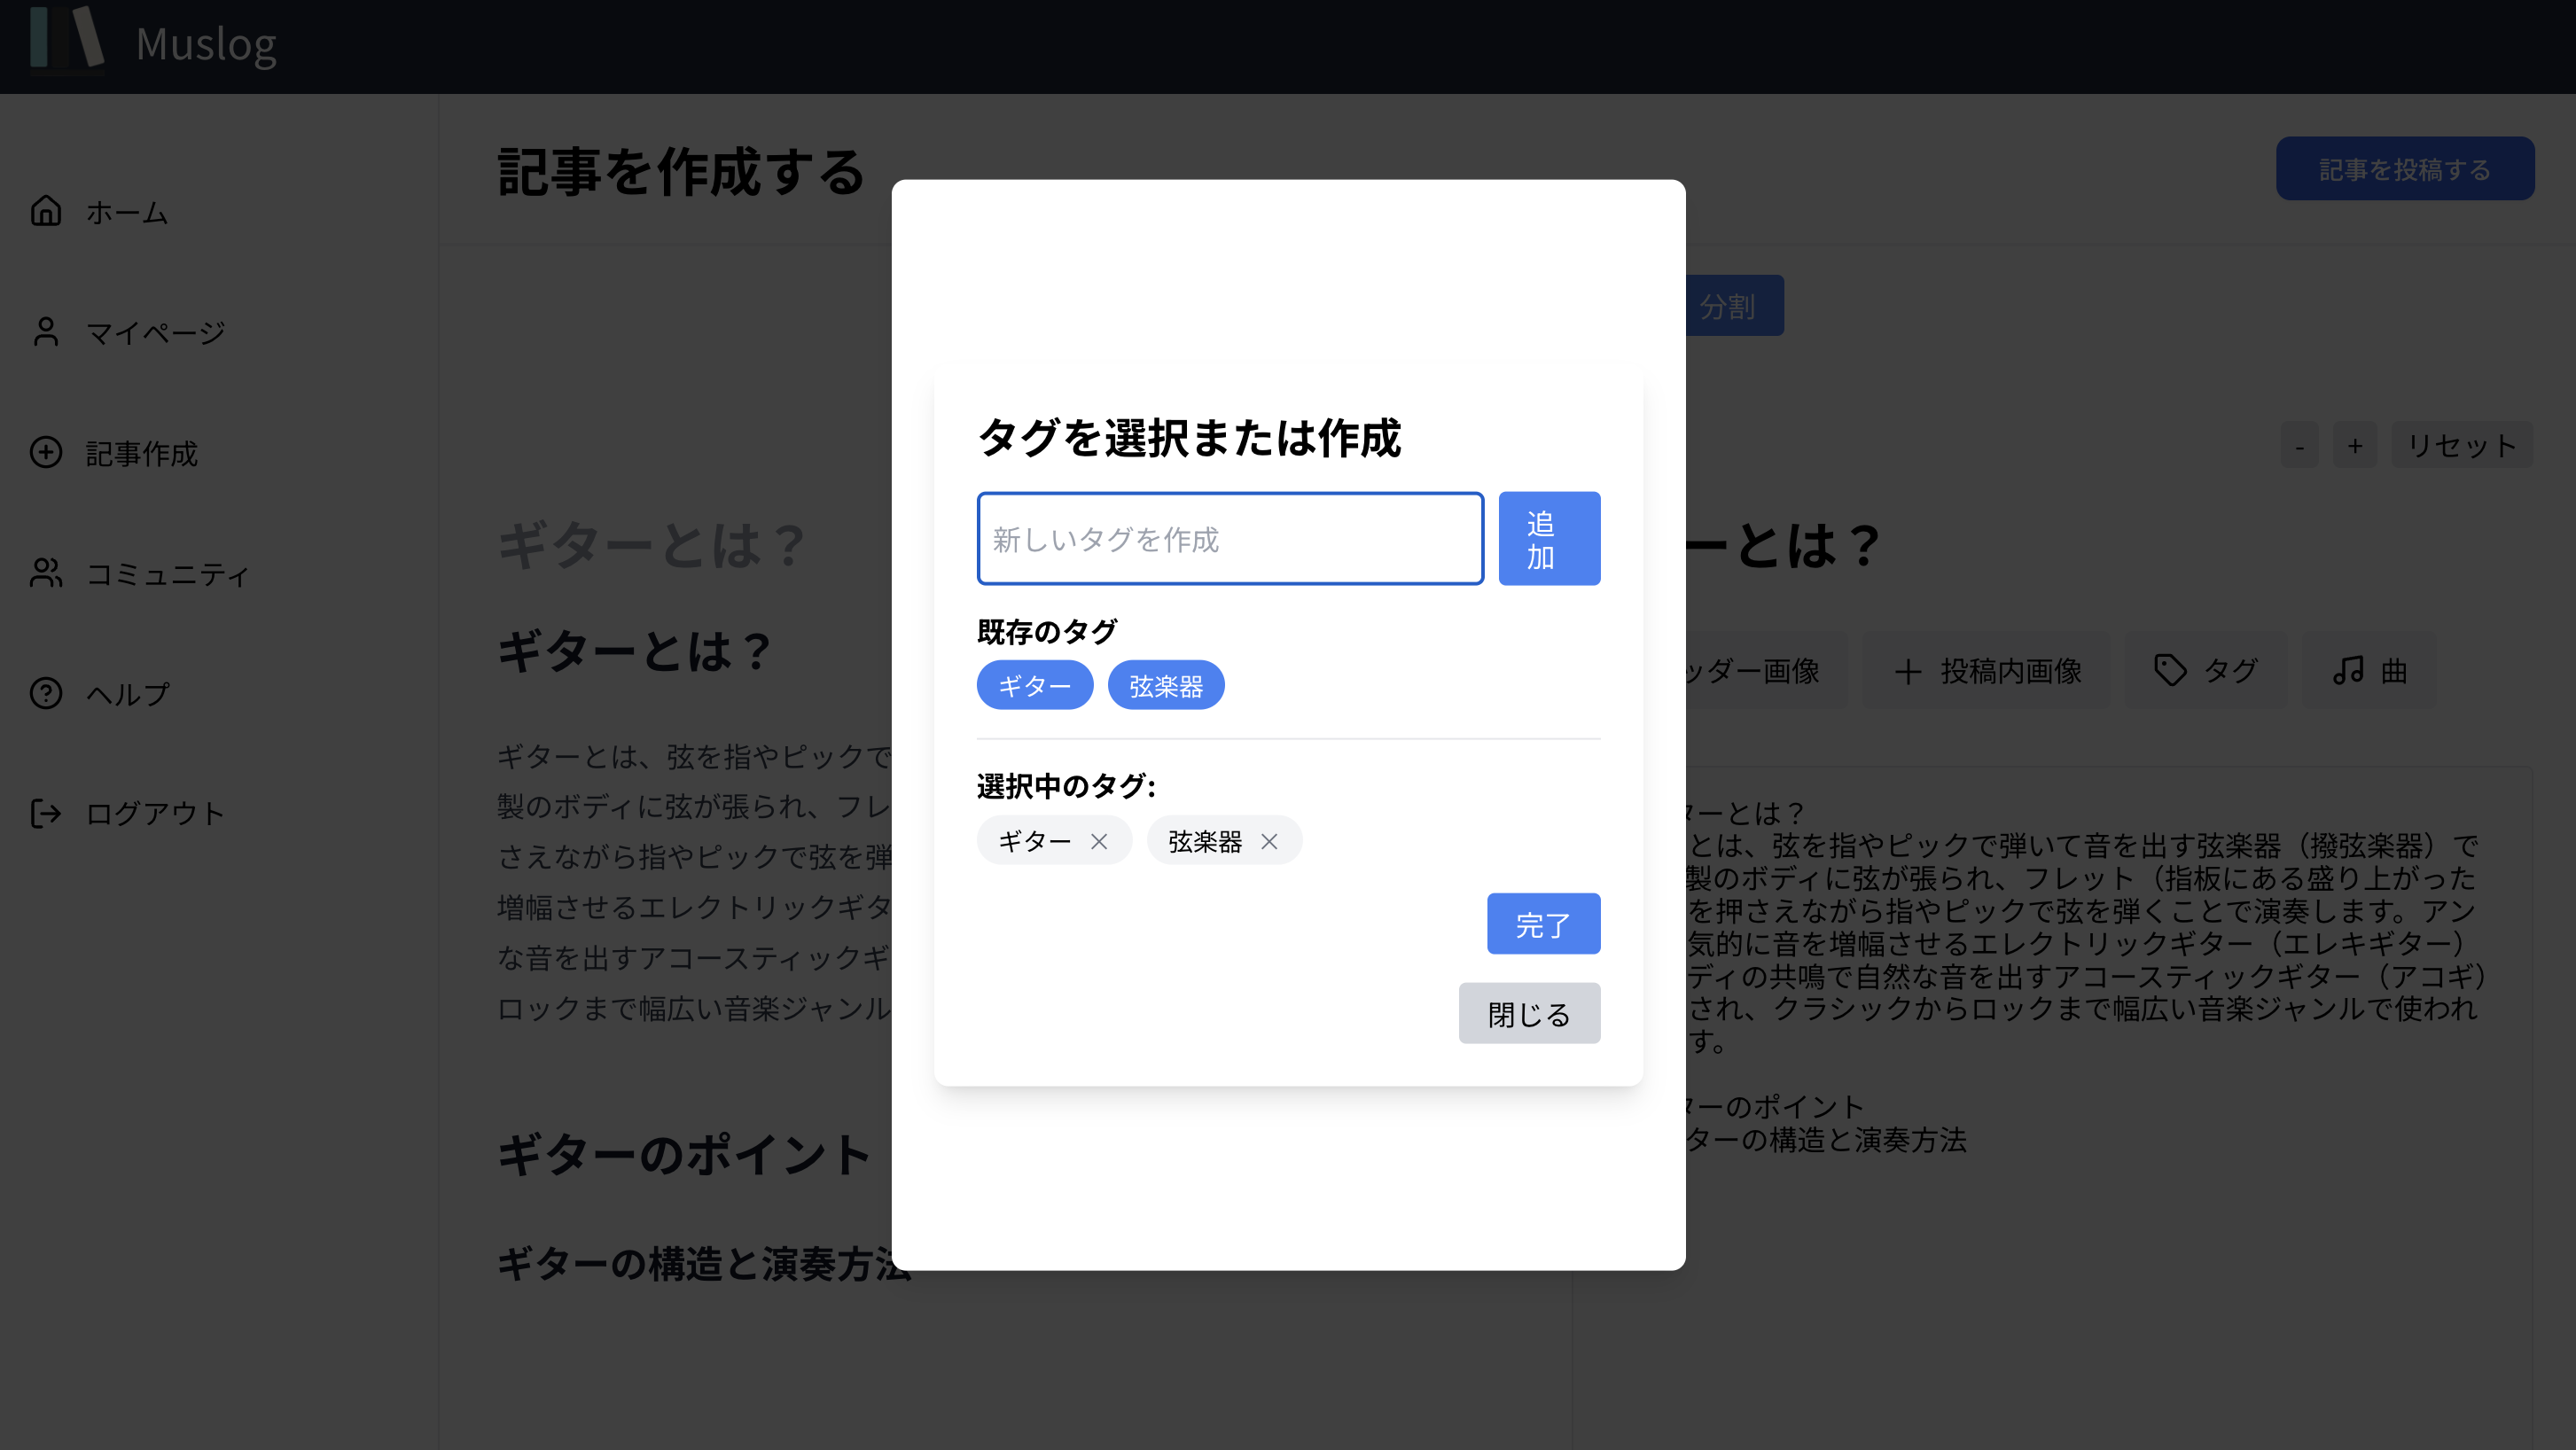 Muslog
ホーム
マイページ
記事作成
コミュニティ
ヘルプ
ログアウト
記事を作成する
記事を投稿する
分割
- + リセット
ギターとは？
ギターとは？
ギターとは、弦を指やピックで
製のボディに弦が張られ、フレ
さえながら指やピックで弦を弾
増幅させるエレクトリックギタ
な音を出すアコースティックギ
ロックまで幅広い音楽ジャンル
ギターのポイント
ギターの構造と演奏方法
タグを選択または作成
新しいタグを作成
追
加
既存のタグ
ギター 弦楽器
選択中のタグ:
ギター × 弦楽器 ×
完了
閉じる
ーとは？
ッダー画像 + 投稿内画像 タグ 曲
ターとは？
とは、弦を指やピックで弾いて音を出す弦楽器（撥弦楽器）で
製のボディに弦が張られ、フレット（指板にある盛り上がった
を押さえながら指やピックで弦を弾くことで演奏します。アン
気的に音を増幅させるエレクトリックギター（エレキギター）
ディの共鳴で自然な音を出すアコースティックギター（アコギ）
され、クラシックからロックまで幅広い音楽ジャンルで使われ
す。
ターのポイント
ターの構造と演奏方法